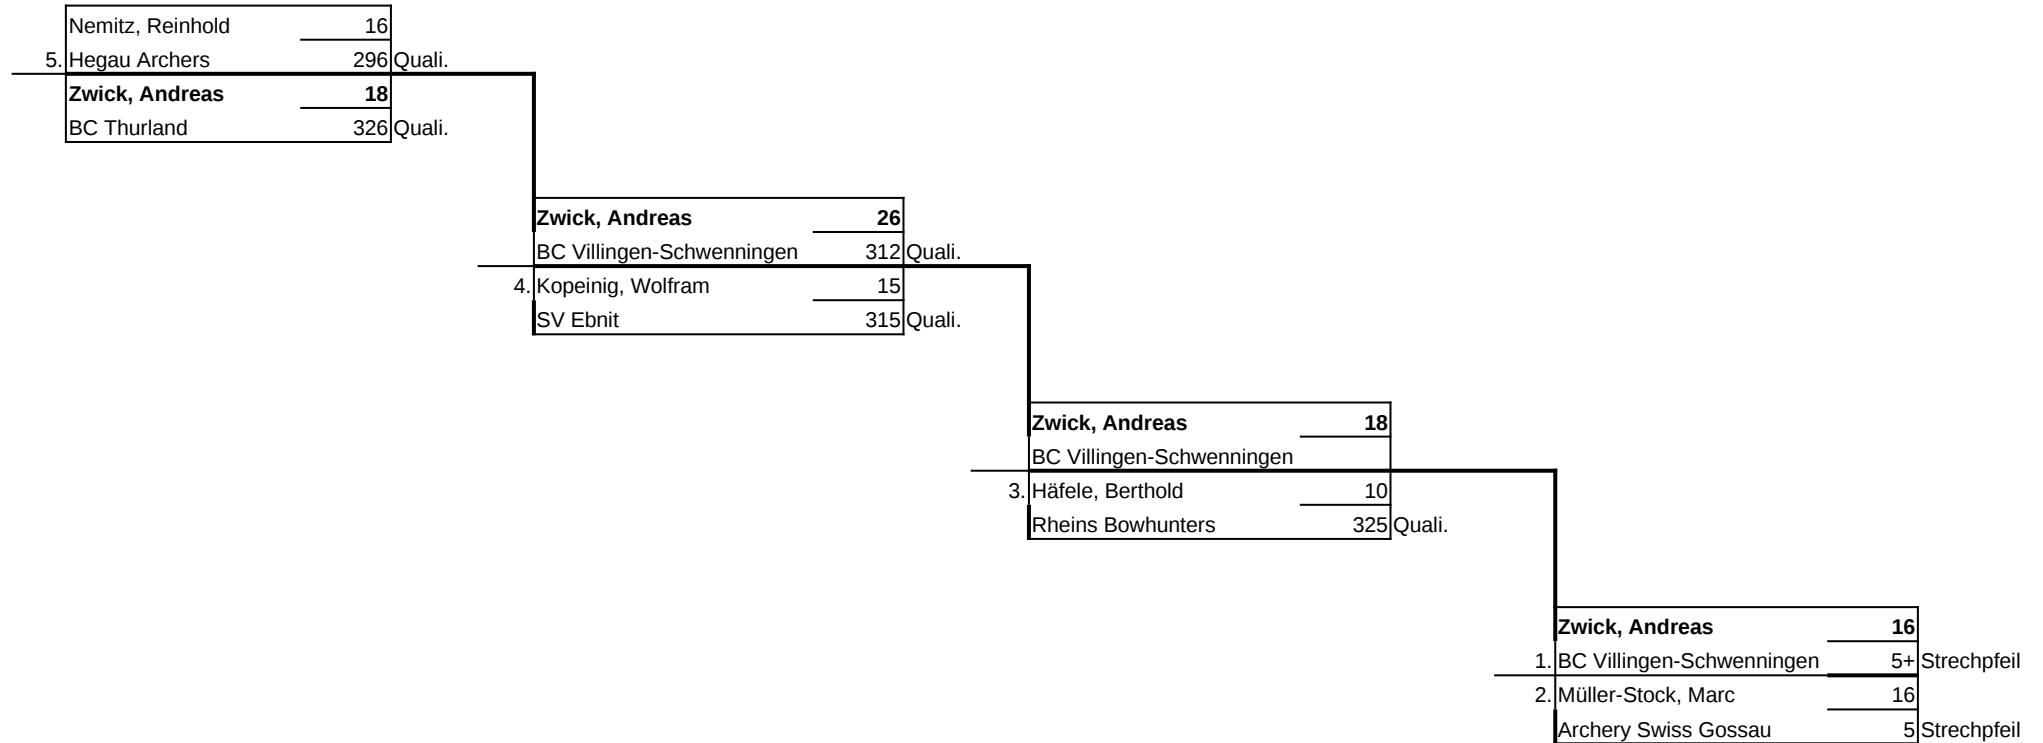 Nemitz, Reinhold 16
5. Hegau Archers 296 Quali.
Zwick, Andreas 18
BC Thurland 326 Quali.
Zwick, Andreas 26
BC Villingen-Schwenningen 312 Quali.
4. Kopeinig, Wolfram 15
SV Ebnit 315 Quali.
Zwick, Andreas 18
BC Villingen-Schwenningen
3. Häfele, Berthold 10
Rheins Bowhunters 325 Quali.
Zwick, Andreas 16
1. BC Villingen-Schwenningen 5+ Strechpfeil
2. Müller-Stock, Marc 16
Archery Swiss Gossau 5 Strechpfeil